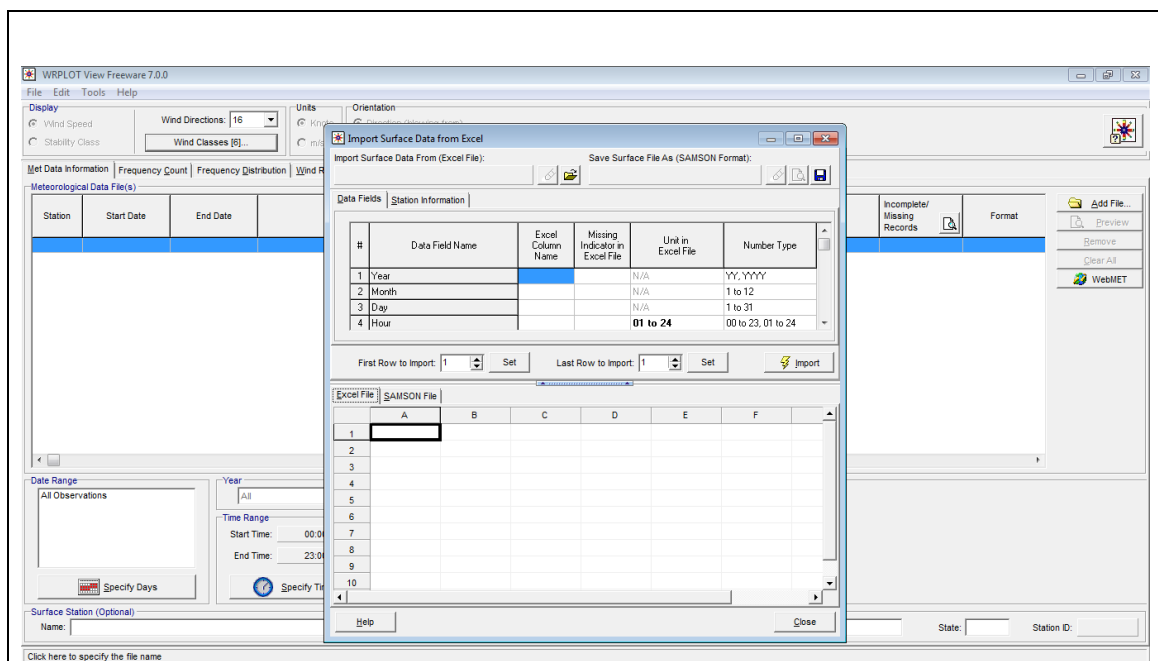 WRPLOT View Freeware 7.0.0
File Edit Tools Help
Display
Wind Speed
Stability Class
Wind Directions: 16
Wind Classes [6]...
Units
Orientation
Met Data Information
Frequency Count
Frequency Distribution
Meteorological Data File(s)
Station
Start Date
End Date
Incomplete/
Missing
Records
Format
Add File...
Preview
Remove
Clear All
WebMET
Import Surface Data from Excel
Import Surface Data From (Excel File):
Save Surface File As (SAMSON Format):
Data Fields
Station Information
# Data Field Name Excel Column Name Missing Indicator in Excel File Unit in Excel File Number Type
1 Year N/A YY, YYYY
2 Month N/A 1 to 12
3 Day N/A 1 to 31
4 Hour 01 to 24 00 to 23, 01 to 24
First Row to Import: 1 Set Last Row to Import: 1 Set Import
Excel File
SAMSON File
A B C D E F
1
2
3
4
5
6
7
8
9
10
Help
Close
Date Range
All Observations
Specify Days
Year
All
Time Range
Start Time:
End Time:
Surface Station (Optional)
Name:
State:
Station ID:
Click here to specify the file name